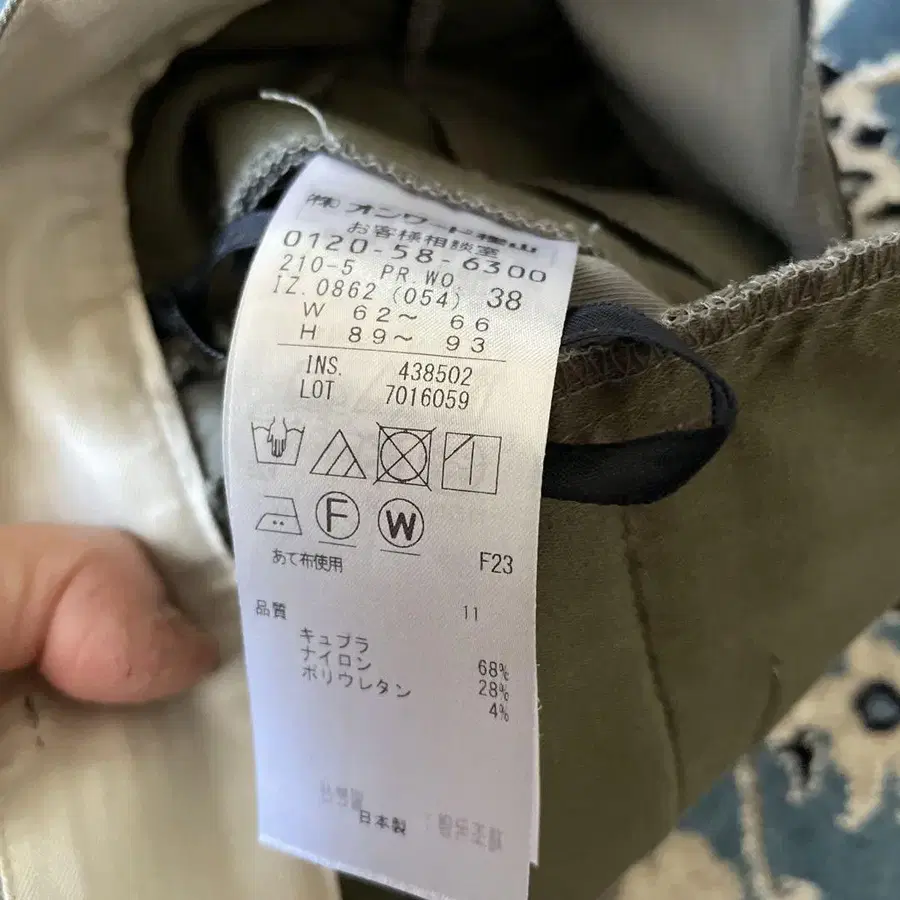 ㈱ オンワード樫山
お客様相談室
0120-58-6300
210-5 PR WO.
IZ.0862 (054) 38
W 62～ 66
H 89～ 93
INS. 438502
LOT 7016059
F W
あて布使用 F23
品質 11
キュプラ 68%
ナイロン 28%
ポリウレタン 4%
日本製